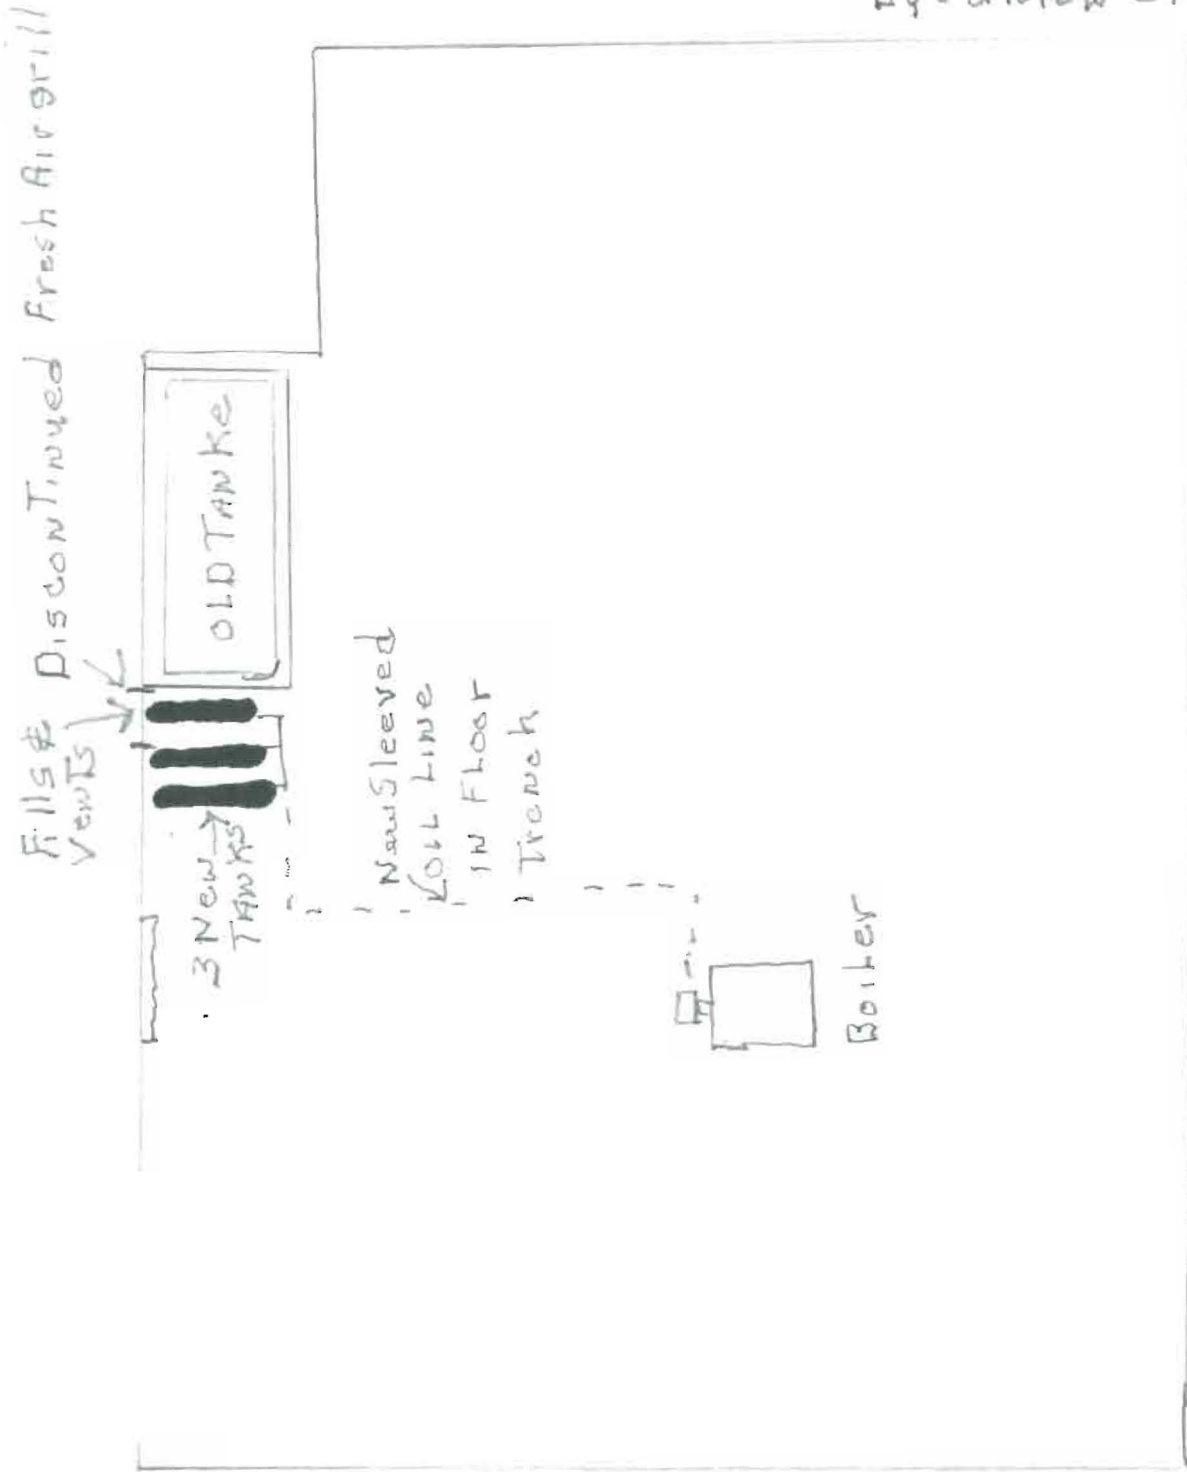 Fills &
Vents
Discontinued Fresh Air grill
OLD TANKe
3 New
TANKS
New Sleeved
OIL LINE
IN FLoor
Trench
Boiler